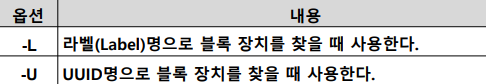 옵션 내용
-L 라벨(Label)명으로 블록 장치를 찾을 때 사용한다.
-U UUID명으로 블록 장치를 찾을 때 사용한다.